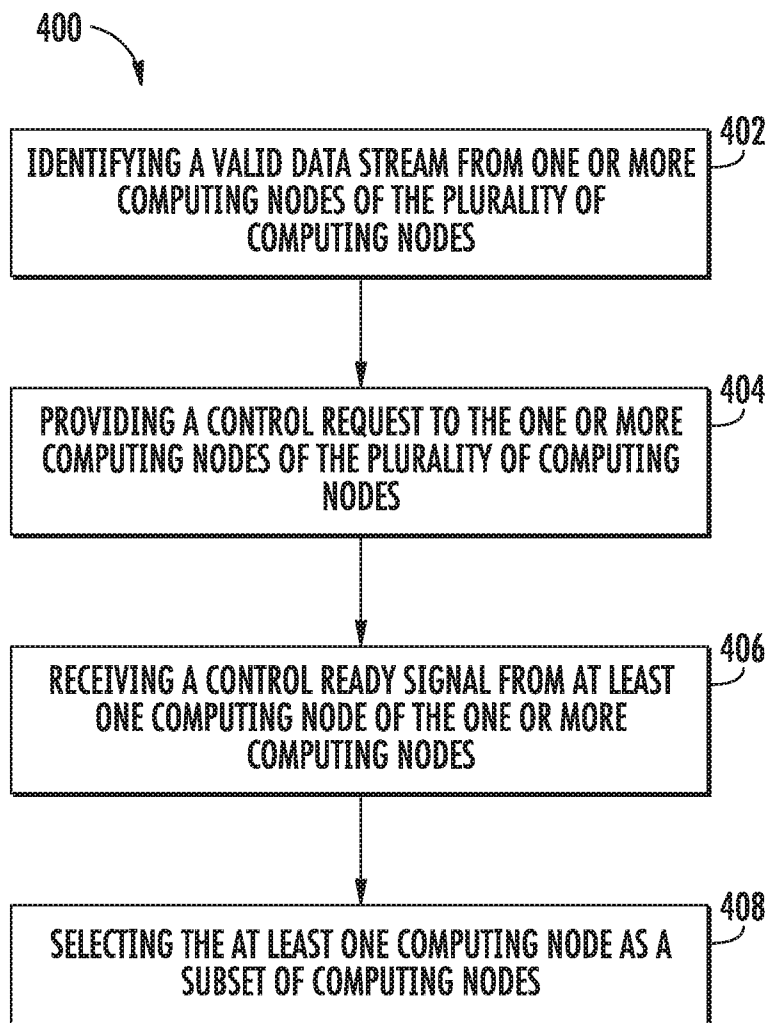 400
402
IDENTIFYING A VALID DATA STREAM FROM ONE OR MORE
COMPUTING NODES OF THE PLURALITY OF
COMPUTING NODES
404
PROVIDING A CONTROL REQUEST TO THE ONE OR MORE
COMPUTING NODES OF THE PLURALITY OF COMPUTING
NODES
406
RECEIVING A CONTROL READY SIGNAL FROM AT LEAST
ONE COMPUTING NODE OF THE ONE OR MORE
COMPUTING NODES
408
SELECTING THE AT LEAST ONE COMPUTING NODE AS A
SUBSET OF COMPUTING NODES